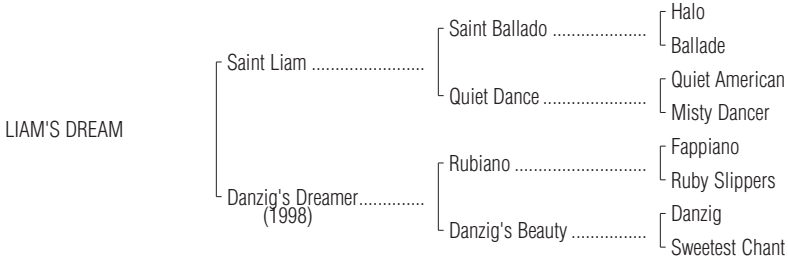 Halo
Saint Ballado ....................
Ballade
Saint Liam ........................
Quiet American
Quiet Dance ......................
Misty Dancer
LIAM'S DREAM
Fappiano
Rubiano ............................
Ruby Slippers
Danzig's Dreamer..............
(1998)
Danzig
Danzig's Beauty ................
Sweetest Chant